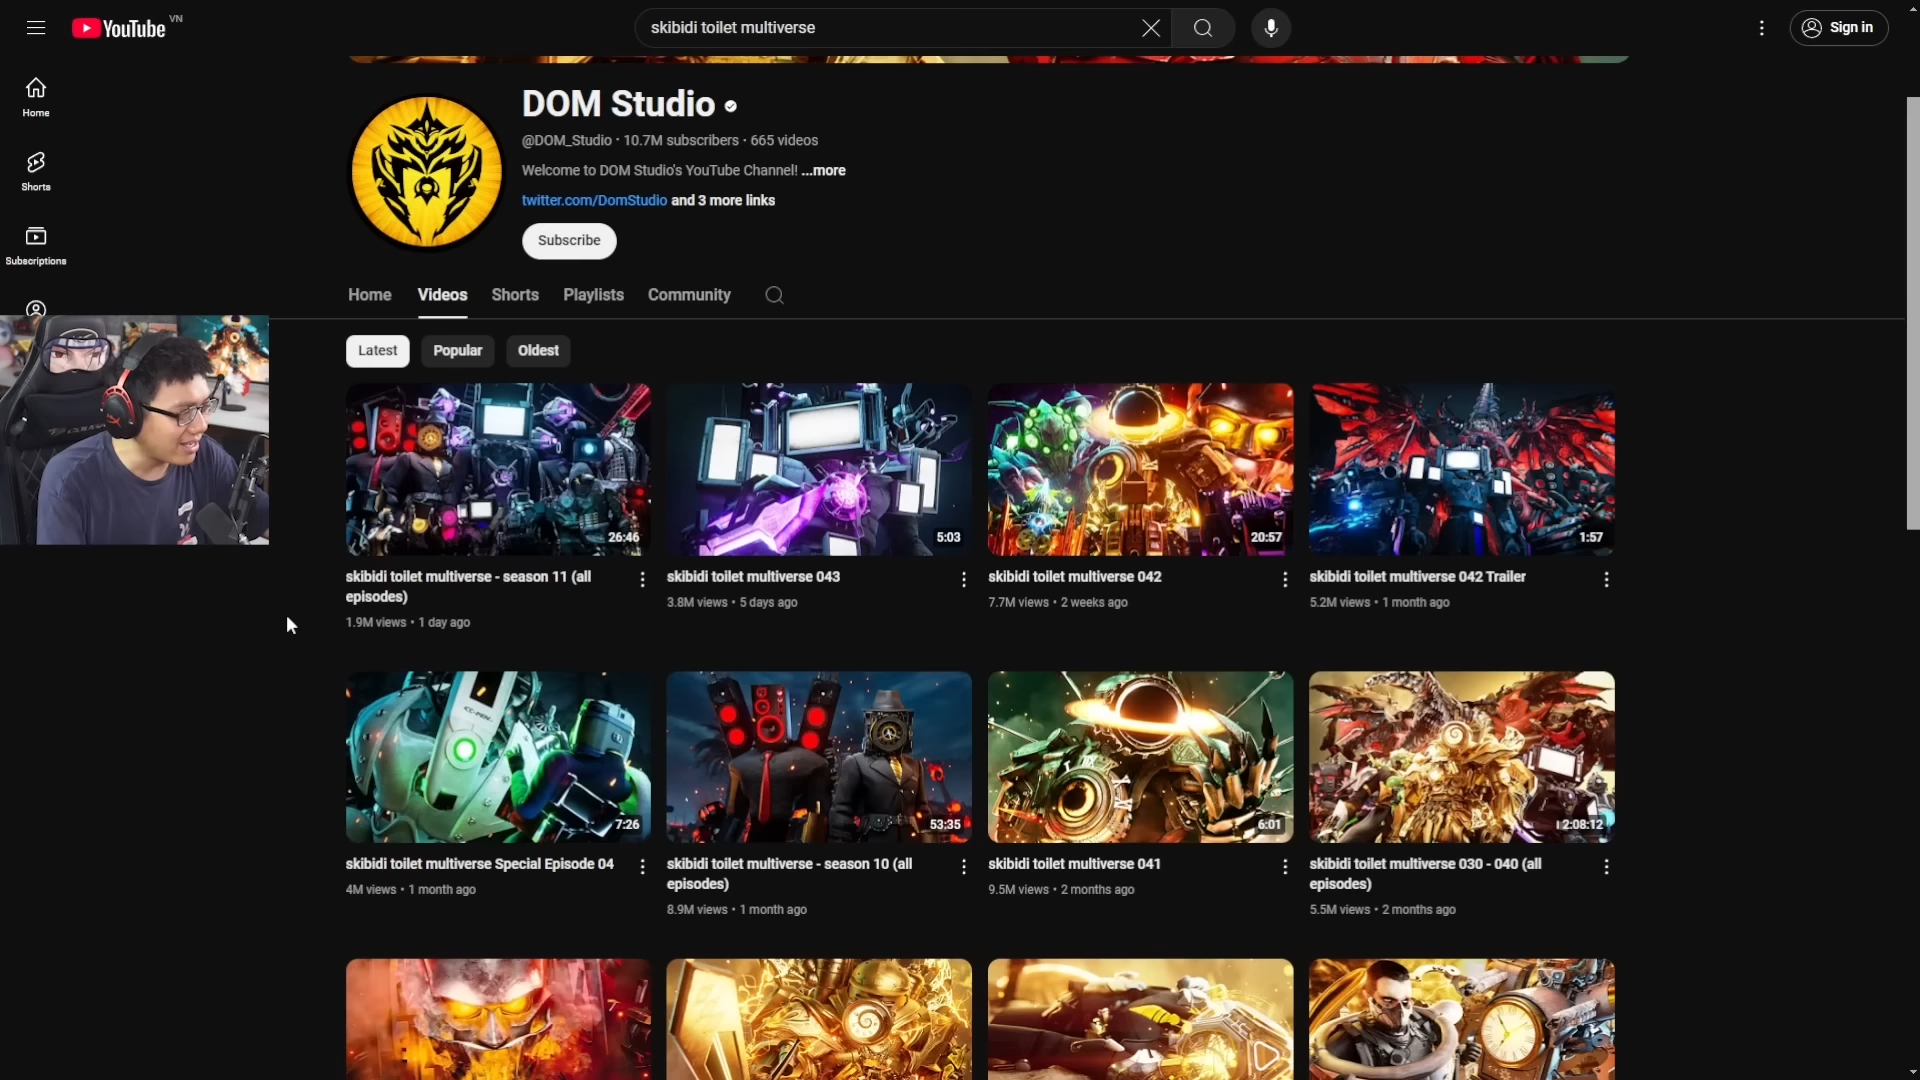 YouTube VN
skibidi toilet multiverse
Sign in
Home
Shorts
Subscriptions
DOM Studio
@DOM_Studio · 10.7M subscribers · 665 videos
Welcome to DOM Studio's YouTube Channel! ...more
twitter.com/DomStudio and 3 more links
Subscribe
Home Videos Shorts Playlists Community
Latest Popular Oldest
26:46
5:03
20:57
1:57
skibidi toilet multiverse - season 11 (all
episodes)
1.9M views • 1 day ago
skibidi toilet multiverse 043
3.8M views • 5 days ago
skibidi toilet multiverse 042
7.7M views • 2 weeks ago
skibidi toilet multiverse 042 Trailer
5.2M views • 1 month ago
7:26
53:35
6:01
2:08:12
skibidi toilet multiverse Special Episode 04
4M views • 1 month ago
skibidi toilet multiverse - season 10 (all
episodes)
8.9M views • 1 month ago
skibidi toilet multiverse 041
9.5M views • 2 months ago
skibidi toilet multiverse 030 - 040 (all
episodes)
5.5M views • 2 months ago